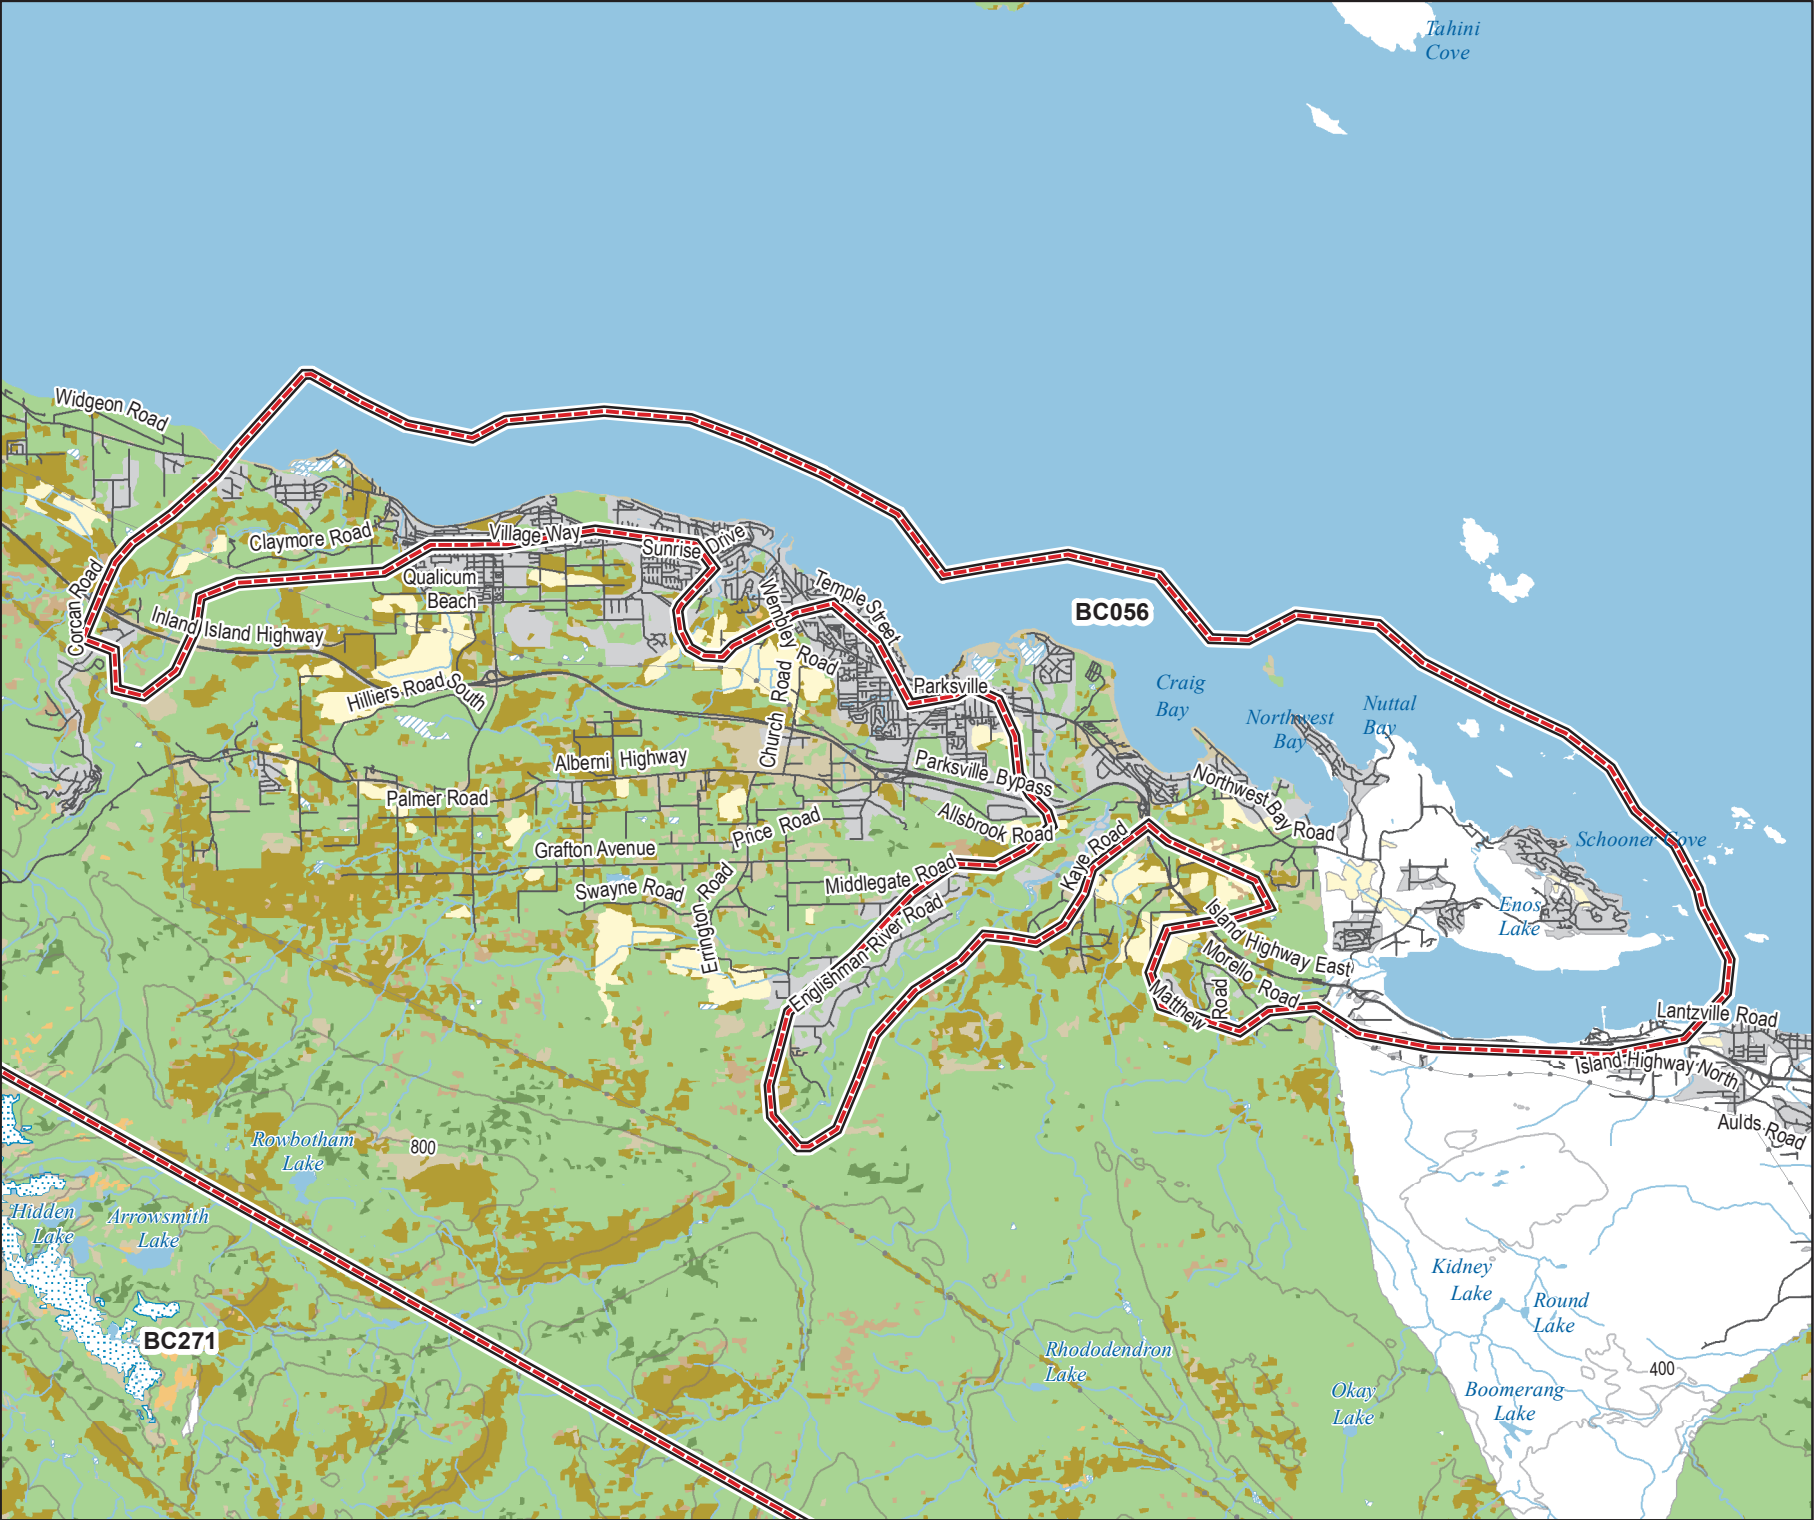 Tahini
Cove
Widgeon Road
Claymore Road
Village Way
Sunrise Drive
Qualicum
Beach
Corcan Road
Inland Island Highway
Wembley Road
Temple Street
BC056
Hilliers Road South
Church Road
Parksville
Craig
Bay
Northwest
Bay
Nuttal
Bay
Alberni Highway
Parksville Bypass
Palmer Road
Price Road
Allsbrook Road
Northwest Bay Road
Schooner Cove
Grafton Avenue
Kaye Road
Swayne Road
Middlegate Road
Errington Road
Enos
Lake
Englishman River Road
Island Highway East
Morello Road
Matthew Road
Lantzville Road
Island Highway North
Aulds Road
Rowbotham
Lake
800
Hidden
Lake
Arrowsmith
Lake
BC271
Kidney
Lake
Round
Lake
Rhododendron
Lake
400
Okay
Lake
Boomerang
Lake